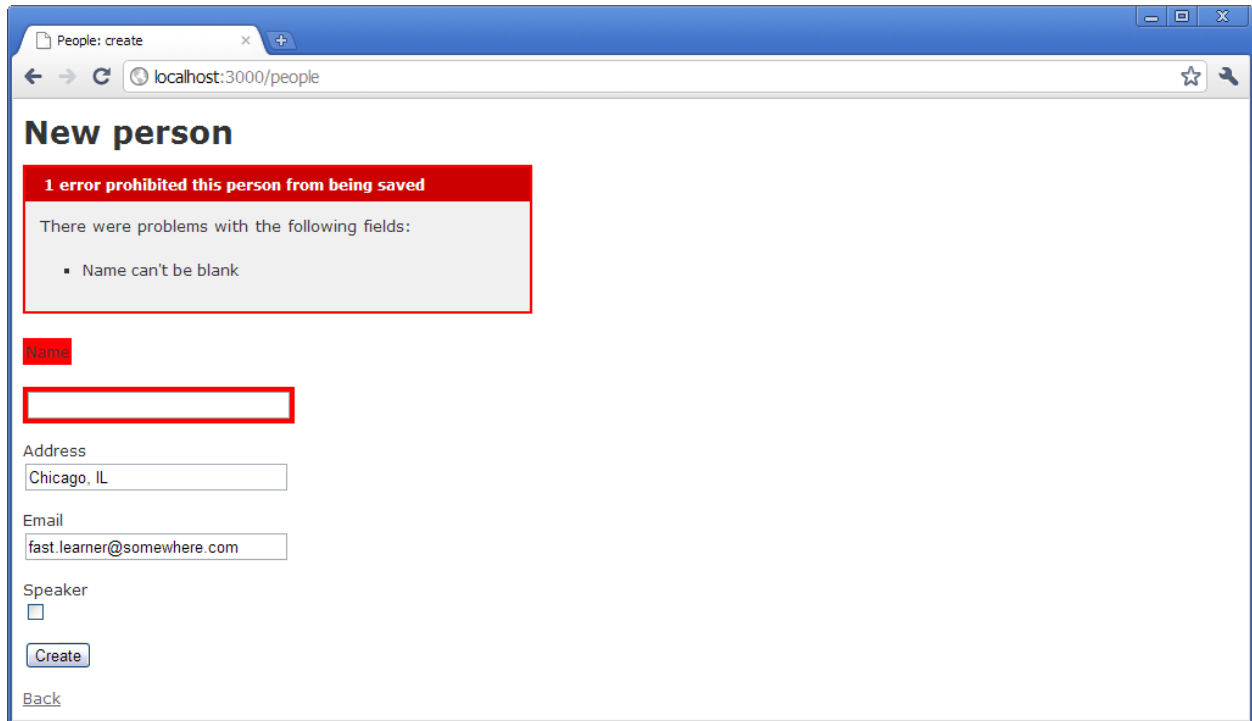 People: create
localhost:3000/people
New person
1 error prohibited this person from being saved
There were problems with the following fields:
Name can't be blank
Name
Address
Chicago, IL
Email
fast.learner@somewhere.com
Speaker
Create
Back